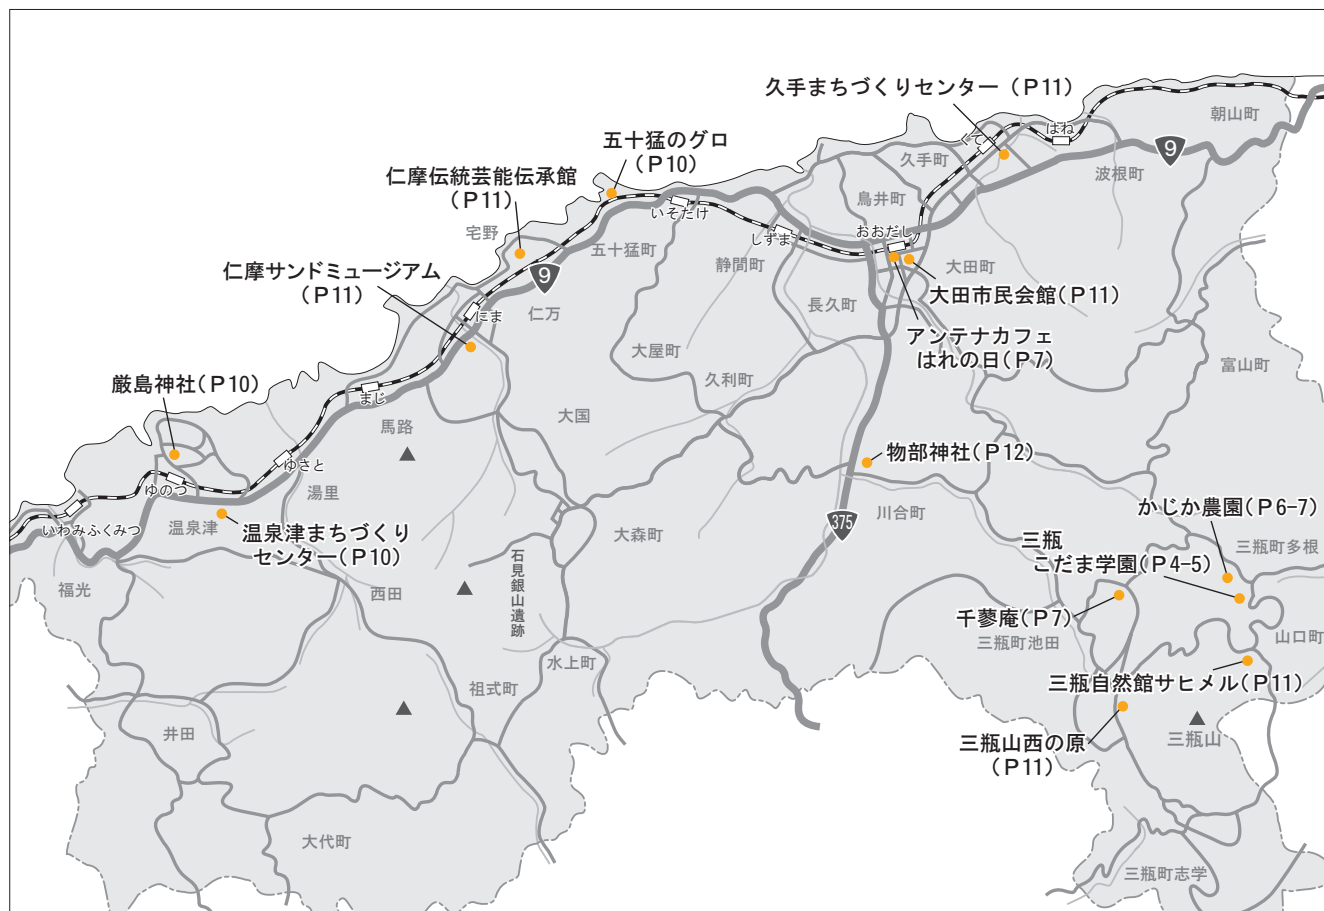 久手まちづくりセンター（P11）
朝山町
はね
くて
9
五十猛のグロ
（P10）
久手町
波根町
仁摩伝統芸能伝承館
（P11）
鳥井町
いそたけ
宅野
五十猛町
しずま
おおだし
静間町
大田町
仁摩サンドミュージアム
（P11）
9
大田市民会館（P11）
にま
仁万
長久町
アンテナカフェ
はれの日（P7）
大屋町
富山町
厳島神社（P10）
久利町
まじ
馬路
大国
物部神社（P12）
ゆさと
ゆのつ
湯里
かじか農園（P6-7）
いわみふくみつ
温泉津
温泉津まちづくり
センター（P10）
大森町
375
川合町
三瓶
こだま学園（P4-5）
三瓶町多根
福光
西田
石見銀山遺跡
千蓼庵（P7）
三瓶町池田
山口町
水上町
祖式町
三瓶自然館サヒメル（P11）
井田
三瓶山西の原
（P11）
三瓶山
大代町
三瓶町志学